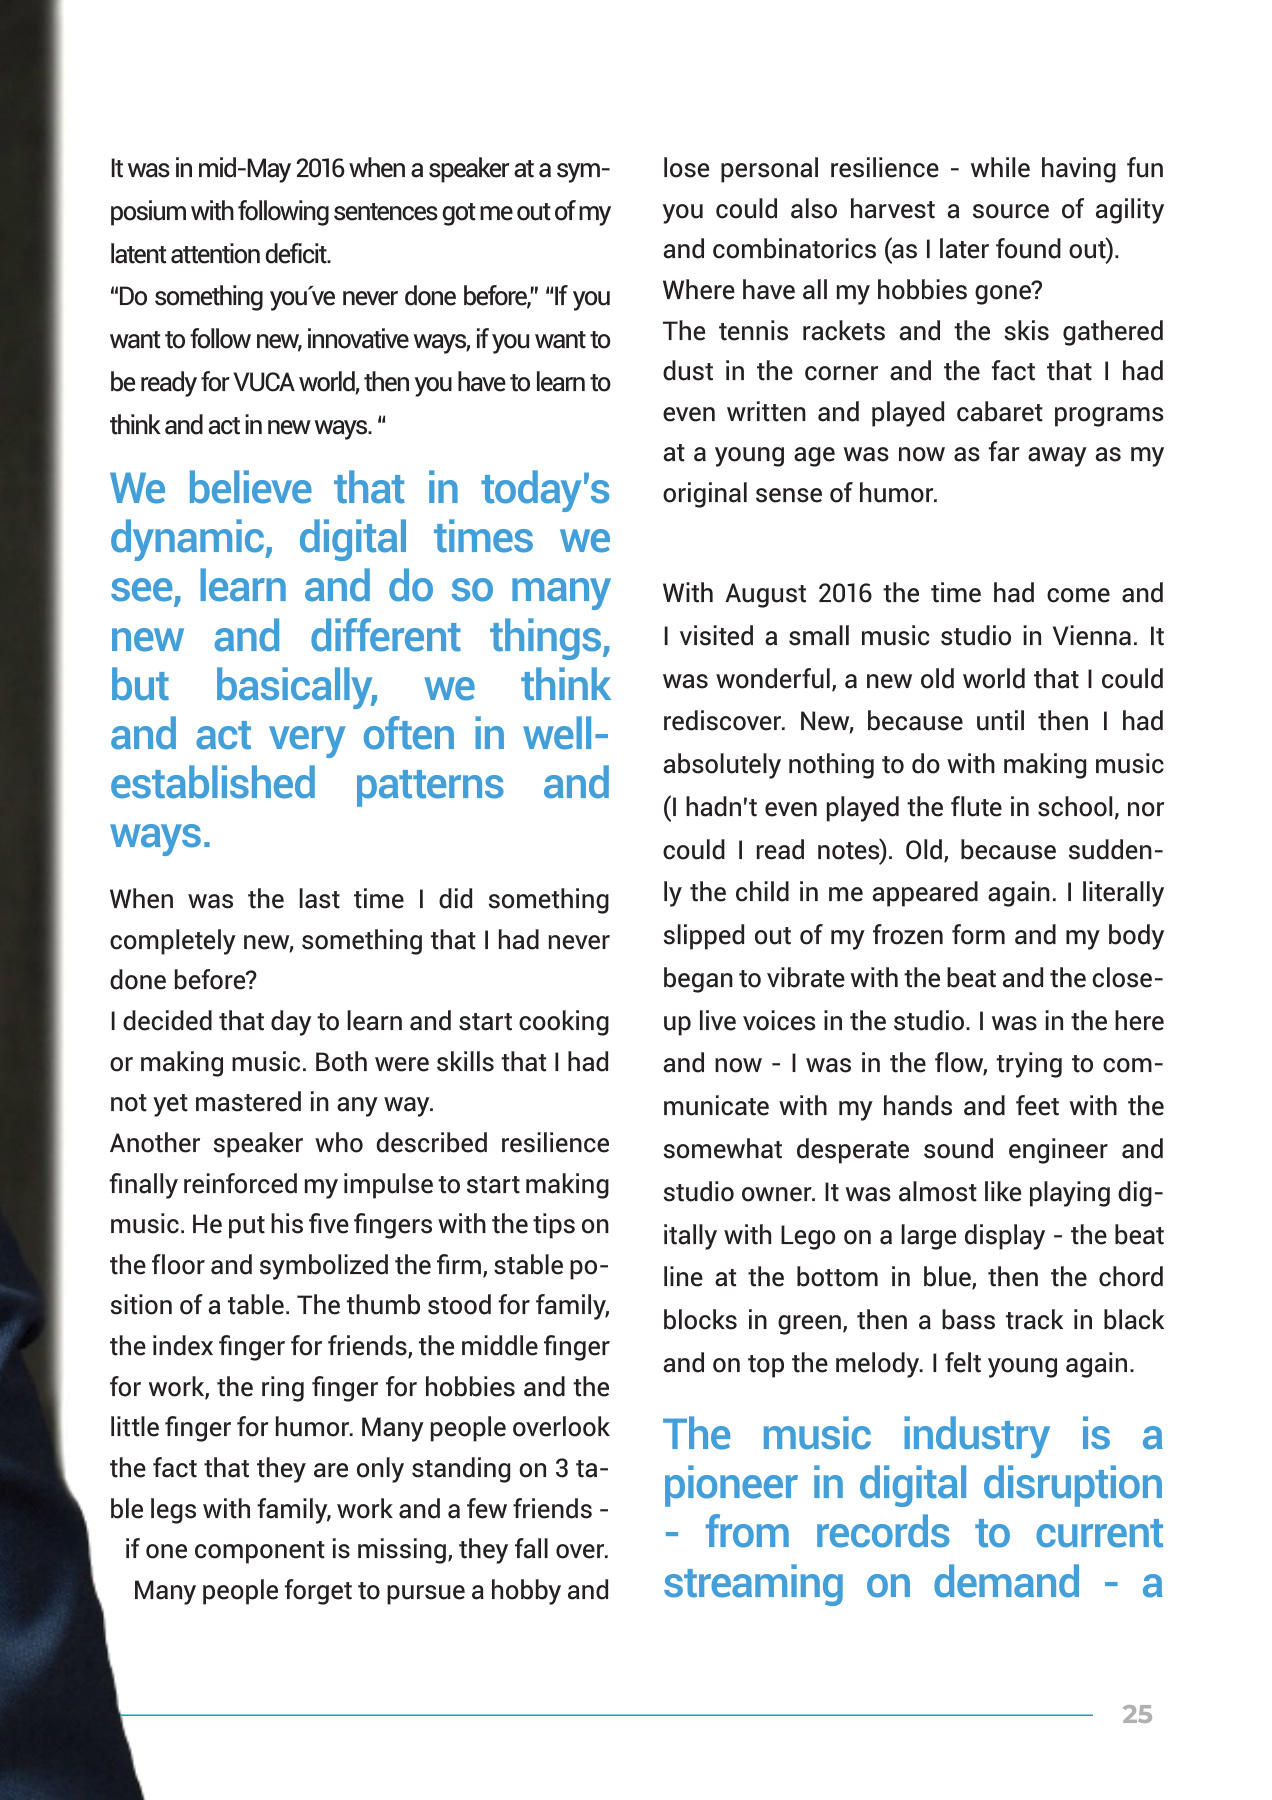 It was in mid-May 2016 when a speaker at a sym-
posium with following sentences got me out of my
latent attention deficit.
“Do something you´ve never done before,” “If you
want to follow new, innovative ways, if you want to
be ready for VUCA world, then you have to learn to
think and act in new ways. “
We believe that in today's
dynamic, digital times we
see, learn and do so many
new and different things,
but basically, we think
and act very often in well-
established patterns and
ways.
When was the last time I did something
completely new, something that I had never
done before?
I decided that day to learn and start cooking
or making music. Both were skills that I had
not yet mastered in any way.
Another speaker who described resilience
finally reinforced my impulse to start making
music. He put his five fingers with the tips on
the floor and symbolized the firm, stable po-
sition of a table. The thumb stood for family,
the index finger for friends, the middle finger
for work, the ring finger for hobbies and the
little finger for humor. Many people overlook
the fact that they are only standing on 3 ta-
ble legs with family, work and a few friends -
if one component is missing, they fall over.
Many people forget to pursue a hobby and
lose personal resilience - while having fun
you could also harvest a source of agility
and combinatorics (as I later found out).
Where have all my hobbies gone?
The tennis rackets and the skis gathered
dust in the corner and the fact that I had
even written and played cabaret programs
at a young age was now as far away as my
original sense of humor.
With August 2016 the time had come and
I visited a small music studio in Vienna. It
was wonderful, a new old world that I could
rediscover. New, because until then I had
absolutely nothing to do with making music
(I hadn't even played the flute in school, nor
could I read notes). Old, because sudden-
ly the child in me appeared again. I literally
slipped out of my frozen form and my body
began to vibrate with the beat and the close-
up live voices in the studio. I was in the here
and now - I was in the flow, trying to com-
municate with my hands and feet with the
somewhat desperate sound engineer and
studio owner. It was almost like playing dig-
itally with Lego on a large display - the beat
line at the bottom in blue, then the chord
blocks in green, then a bass track in black
and on top the melody. I felt young again.
The music industry is a
pioneer in digital disruption
- from records to current
streaming on demand - a
25